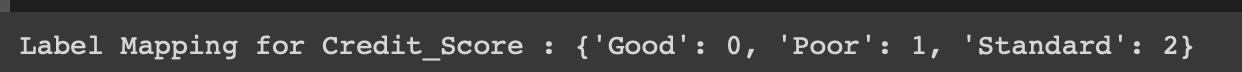 Label Mapping for Credit_Score : {'Good': 0, 'Poor': 1, 'Standard': 2}